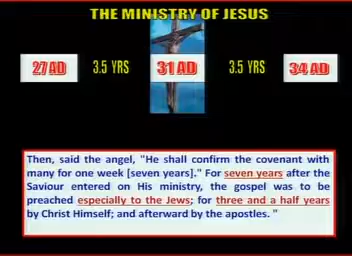 THE MINISTRY OF JESUS
27 AD 3.5 YRS 31 AD 3.5 YRS 34 AD
Then, said the angel, "He shall confirm the covenant with
many for one week [seven years]." For seven years after the
Saviour entered on His ministry, the gospel was to be
preached especially to the Jews; for three and a half years
by Christ Himself; and afterward by the apostles. "